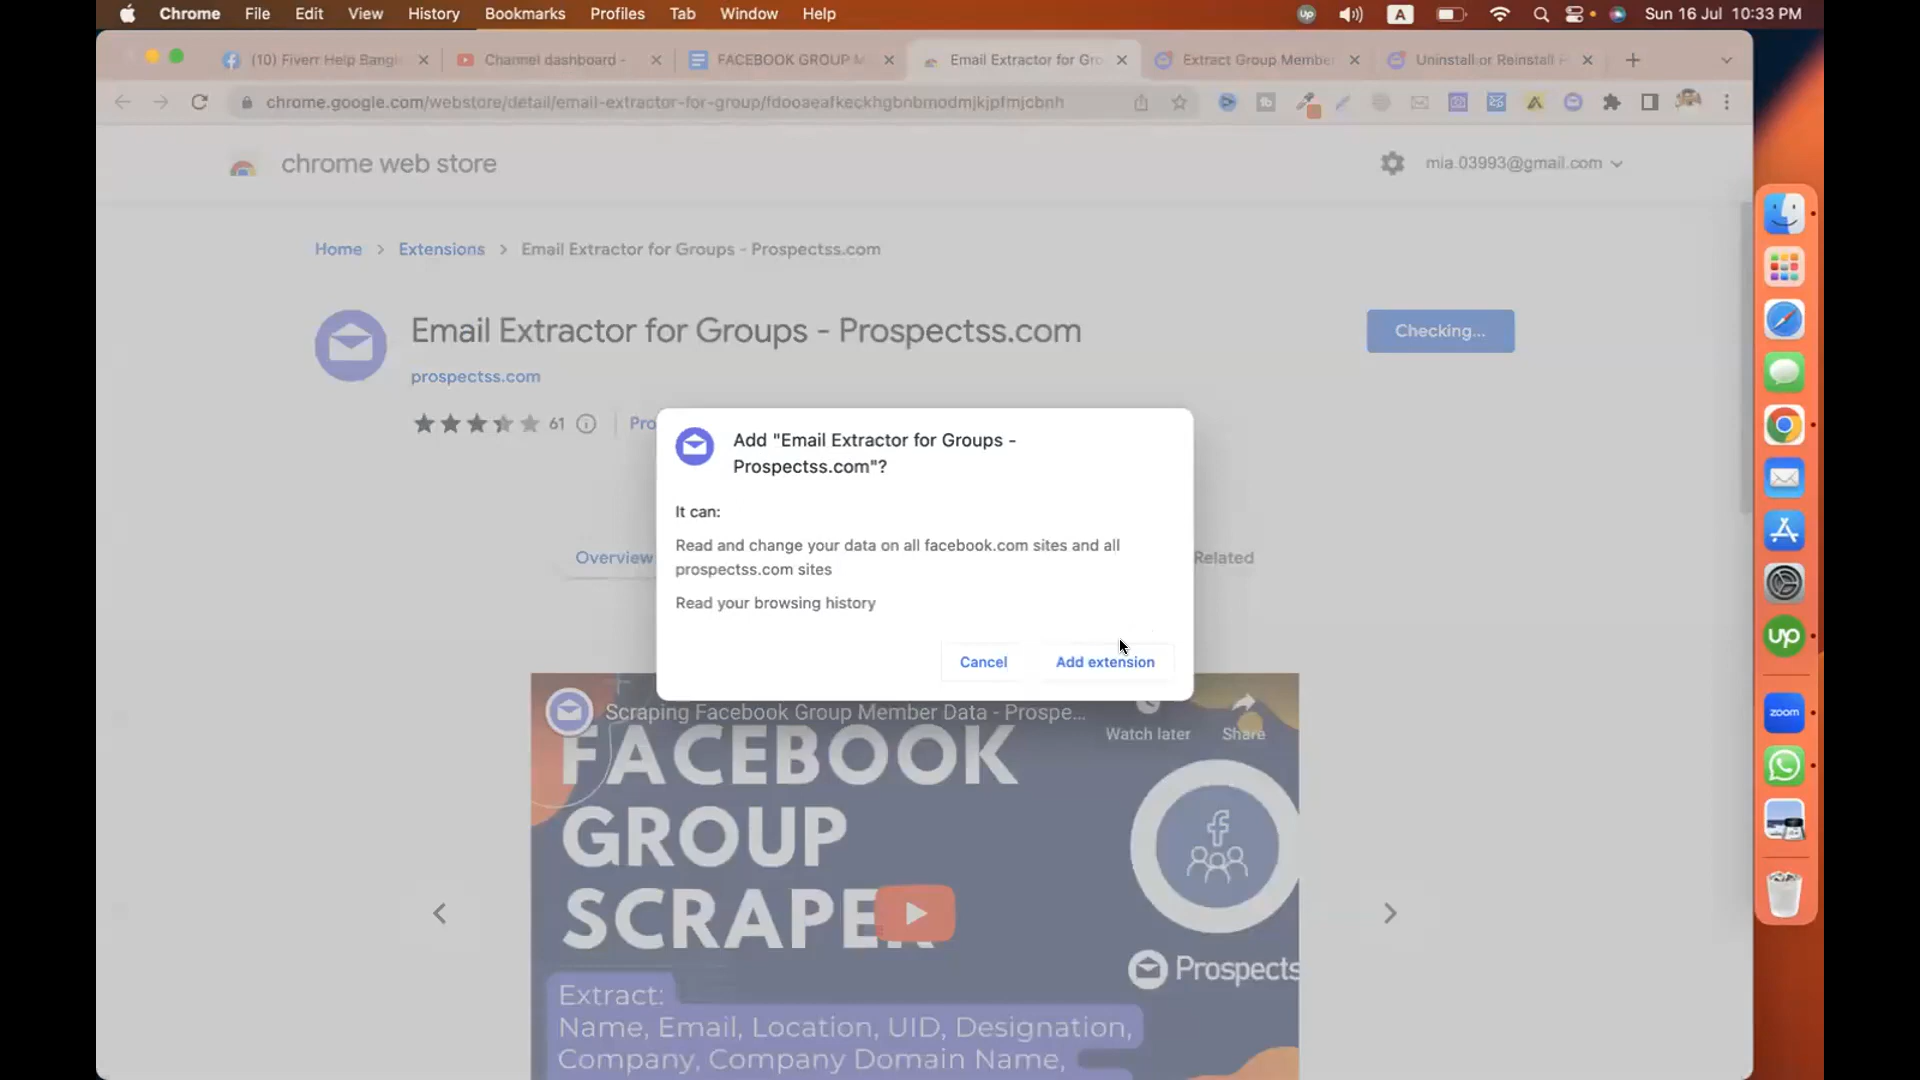 Chrome File Edit View History Bookmarks Profiles Tab Window Help
up A Sun 16 Jul 10:33 PM
(10) Fiverr Help Bangl
Channel dashboard -
FACEBOOK GROUP M
Email Extractor for Gro
Extract Group Member
Uninstall or Reinstall
chrome.google.com/webstore/detail/email-extractor-for-group/fdooaeafkeckhgbnbmodmjkjpfmjcbnh
chrome web store
mia.03993@gmail.com
Home > Extensions > Email Extractor for Groups - Prospectss.com
Email Extractor for Groups - Prospectss.com
Checking...
prospectss.com
61
Pro
Add "Email Extractor for Groups -
Prospectss.com"?
It can:
Read and change your data on all facebook.com sites and all
prospectss.com sites
Read your browsing history
Cancel
Add extension
Overview
Related
Scraping Facebook Group Member Data - Prospe...
Watch later
Share
FACEBOOK
GROUP
SCRAPER
Prospects
Extract:
Name, Email, Location, UID, Designation,
Company, Company Domain Name,
up
zoom